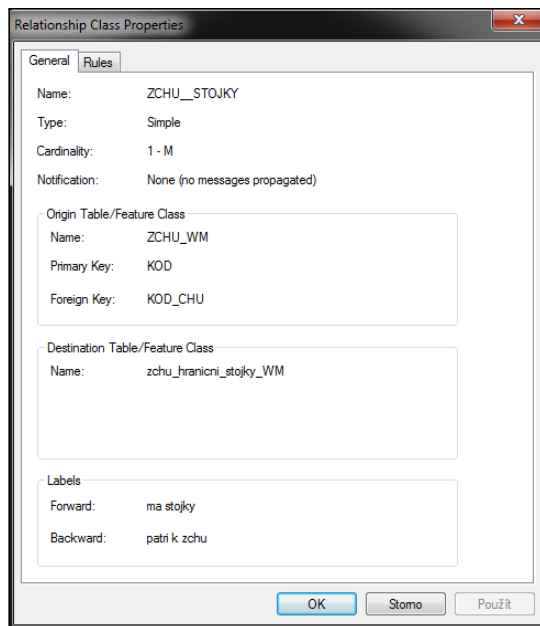 Relationship Class Properties
x
General Rules
Name: ZCHU__STOJKY
Type: Simple
Cardinality: 1 - M
Notification: None (no messages propagated)
Origin Table/Feature Class
Name: ZCHU_WM
Primary Key: KOD
Foreign Key: KOD_CHU
Destination Table/Feature Class
Name: zchu_hranicni_stojky_WM
Labels
Forward: ma stojky
Backward: patri k zchu
OK Storno Použít